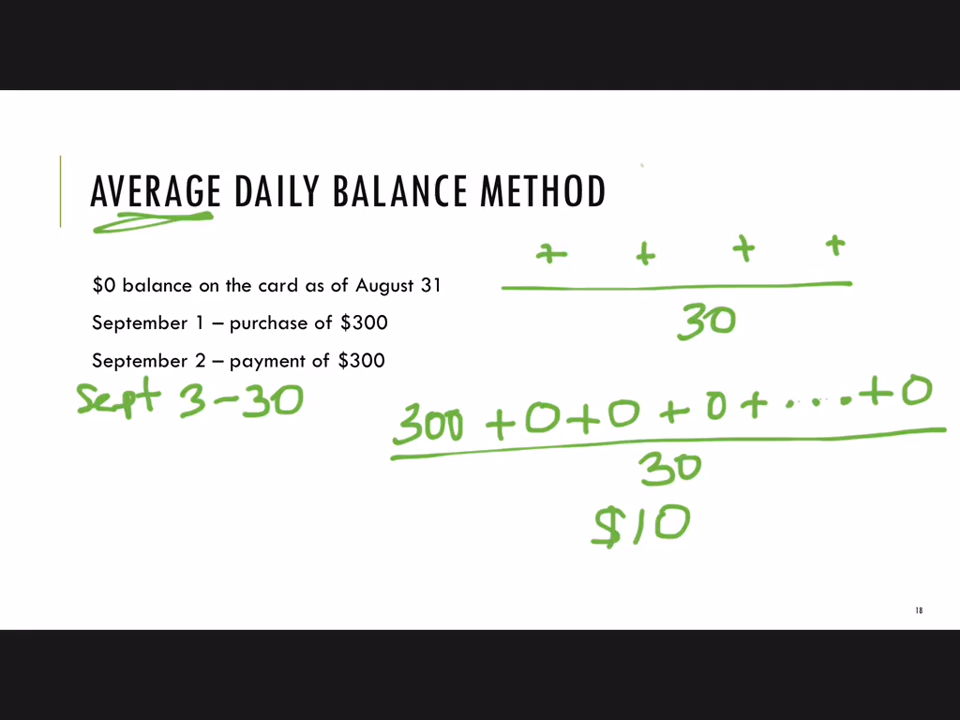 AVERAGE DAILY BALANCE METHOD
+ + + +
30
$0 balance on the card as of August 31
September 1 – purchase of $300
September 2 – payment of $300
Sept 3-30
300 +0+0 +0+....+0
30
$10
18